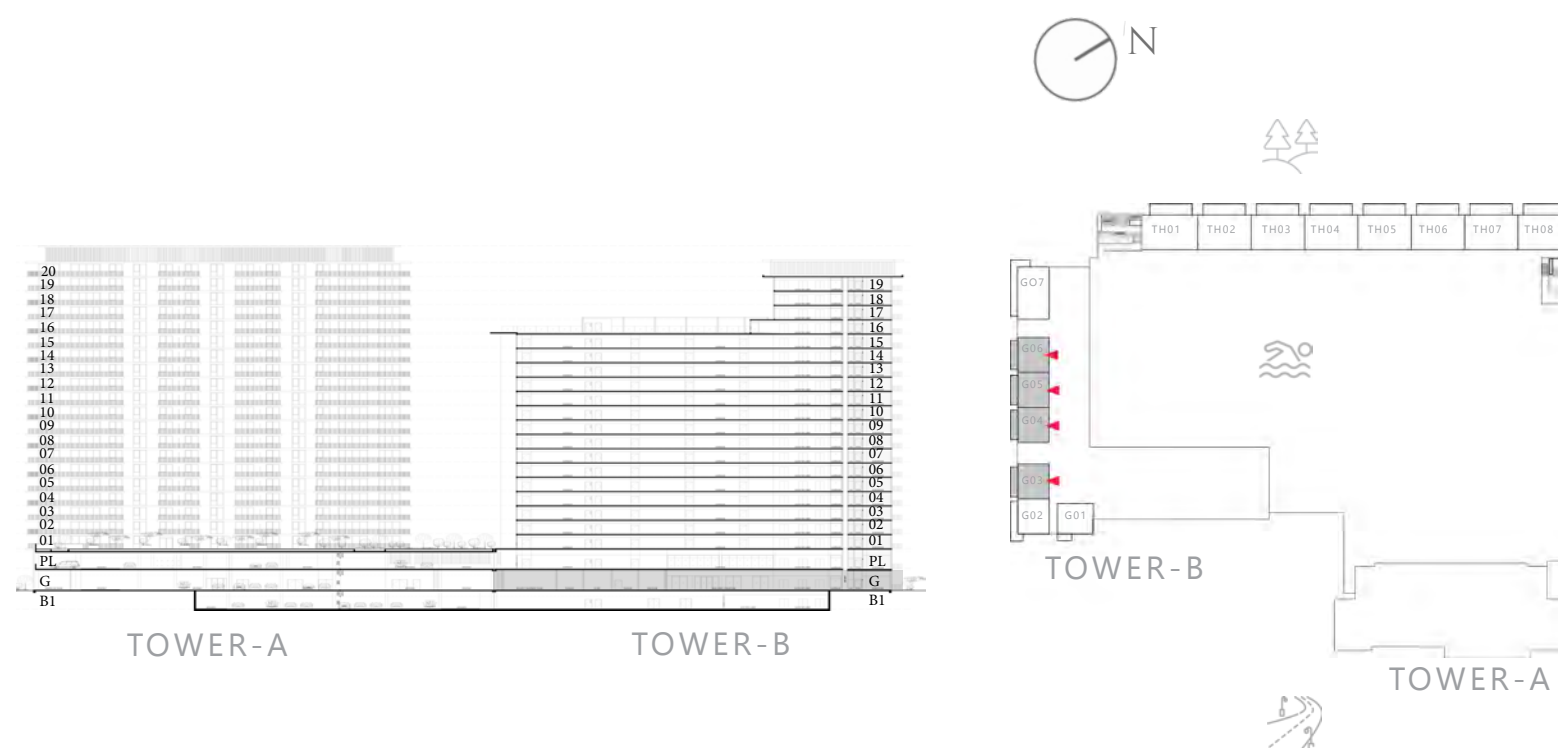 N
TH01 TH02 TH03 TH04 TH05 TH06 TH07 TH08
20
19 19
18 18
17 17
16 16
15 15
14 14
13 13
12 12
11 11
10 10
09 09
08 08
07 07
06 06
05 05
04 04
03 03
02 02
01 01
PL PL
G G
B1 B1
TOWER-A TOWER-B
GO7
G06
G05
G04
G03
G02 G01
TOWER-B
TOWER-A